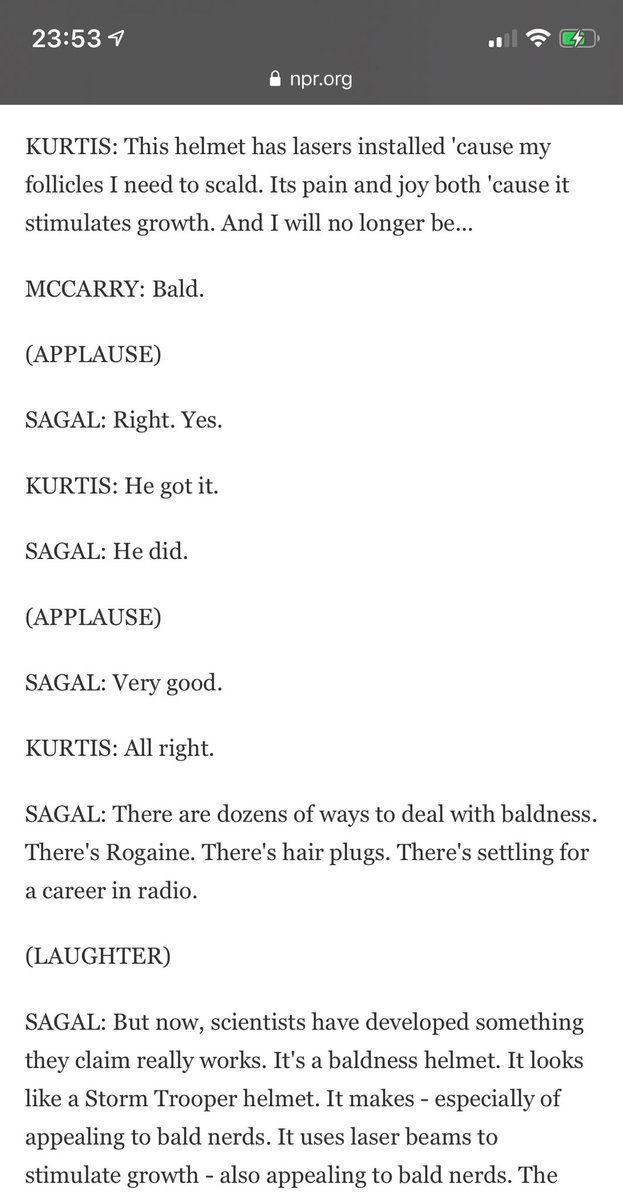 23:53
npr.org
KURTIS: This helmet has lasers installed 'cause my
follicles I need to scald. Its pain and joy both 'cause it
stimulates growth. And I will no longer be...
MCCARRY: Bald.
(APPLAUSE)
SAGAL: Right. Yes.
KURTIS: He got it.
SAGAL: He did.
(APPLAUSE)
SAGAL: Very good.
KURTIS: All right.
SAGAL: There are dozens of ways to deal with baldness.
There's Rogaine. There's hair plugs. There's settling for
a career in radio.
(LAUGHTER)
SAGAL: But now, scientists have developed something
they claim really works. It's a baldness helmet. It looks
like a Storm Trooper helmet. It makes - especially of
appealing to bald nerds. It uses laser beams to
stimulate growth - also appealing to bald nerds. The